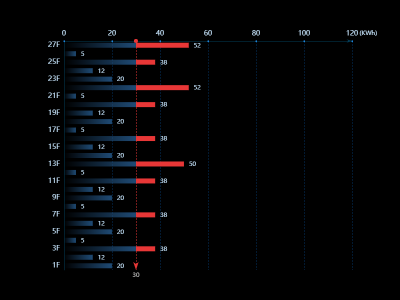 0 20 40 60 80 100 120 (KWh)
27F 52
5
25F 38
12
23F 20
52
21F 5
38
19F 12
20
17F 5
38
15F 12
20
13F 50
5
11F 38
12
9F 20
5
7F 38
12
5F 20
5
3F 38
12
1F 20
30